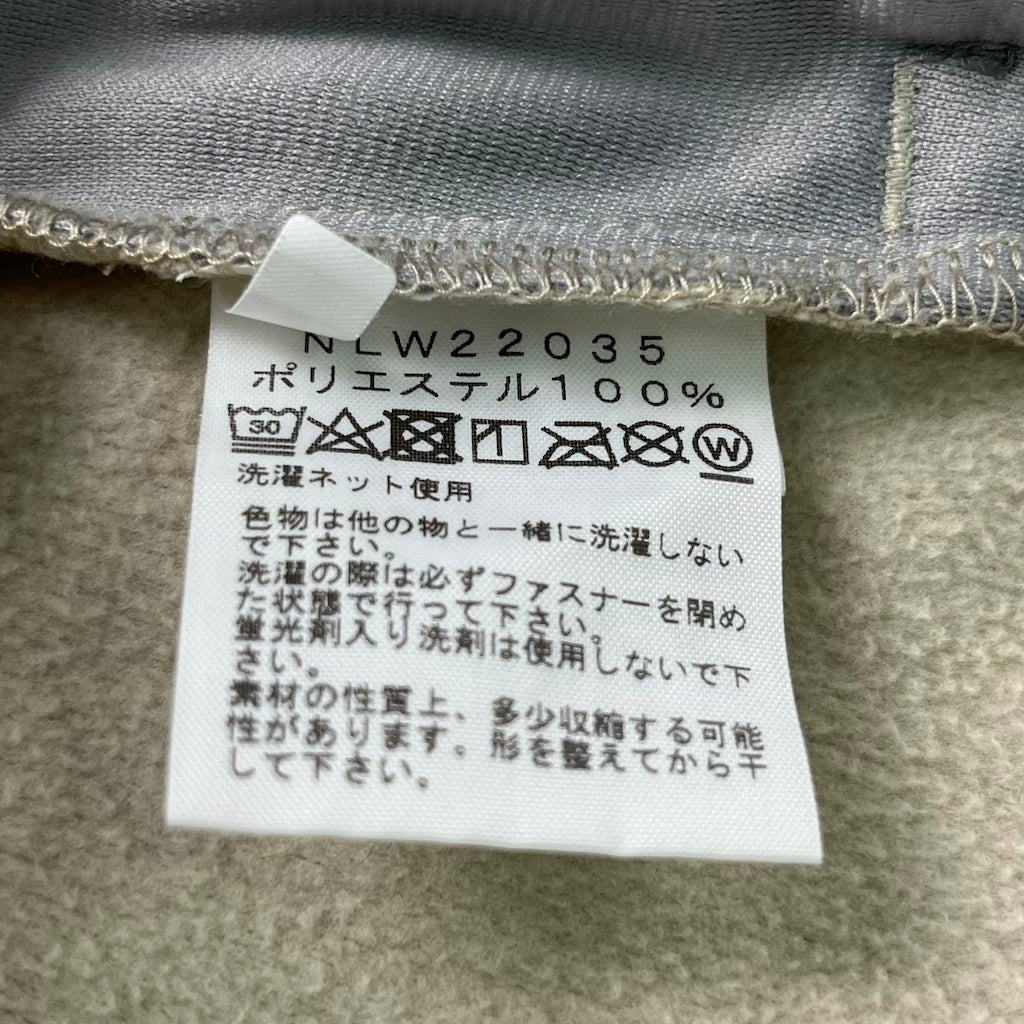 NLW22035
ポリエステル100%
30
W
洗濯ネット使用
色物は他の物と一緒に洗濯しない
で下さい。
洗濯の際は必ずファスナーを閉め
た状態で行って下さい。
蛍光剤入り洗剤は使用しないで下
さい。
素材の性質上、多少収縮する可能
性があります。形を整えてから干
して下さい。